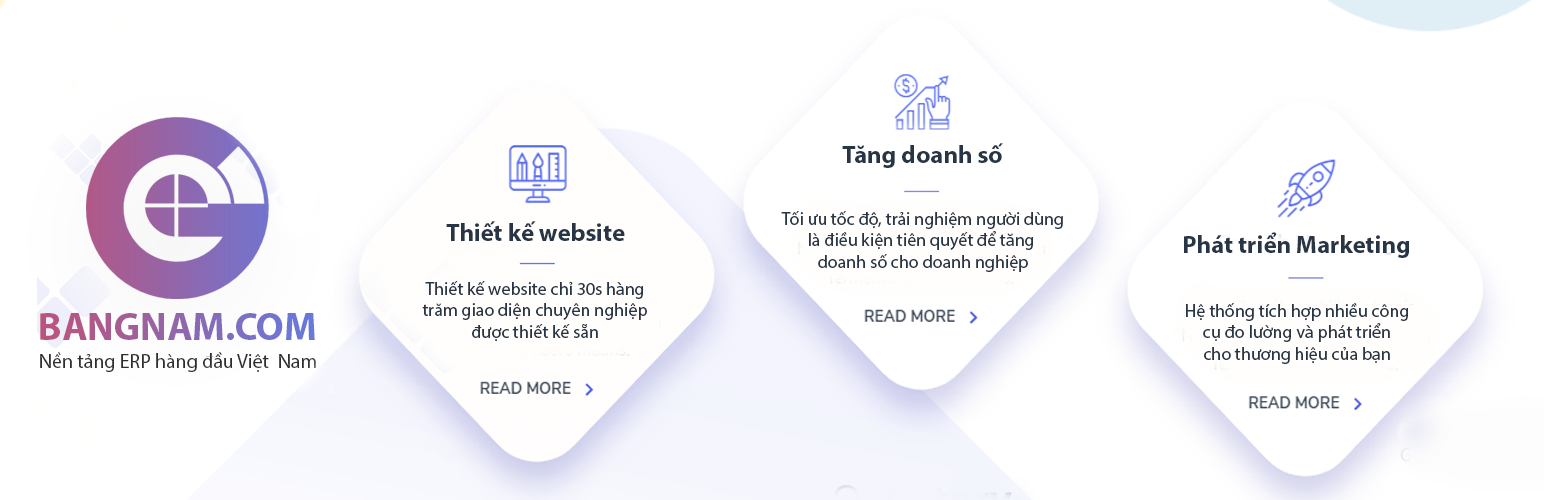 BANGNAM.COM
Nền tảng ERP hàng đầu Việt Nam
Thiết kế website
Thiết kế website chỉ 30s hàng
trăm giao diện chuyên nghiệp
được thiết kế sẵn
READ MORE
Tăng doanh số
Tối ưu tốc độ, trải nghiệm người dùng
là điều kiện tiên quyết để tăng
doanh số cho doanh nghiệp
READ MORE
Phát triển Marketing
Hệ thống tích hợp nhiều công
cụ đo lường và phát triển
cho thương hiệu của bạn
READ MORE